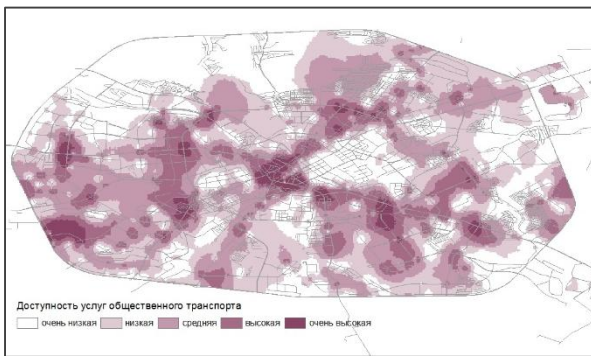 Доступность услуг общественного транспорта
очень низкая низкая средняя высокая очень высокая